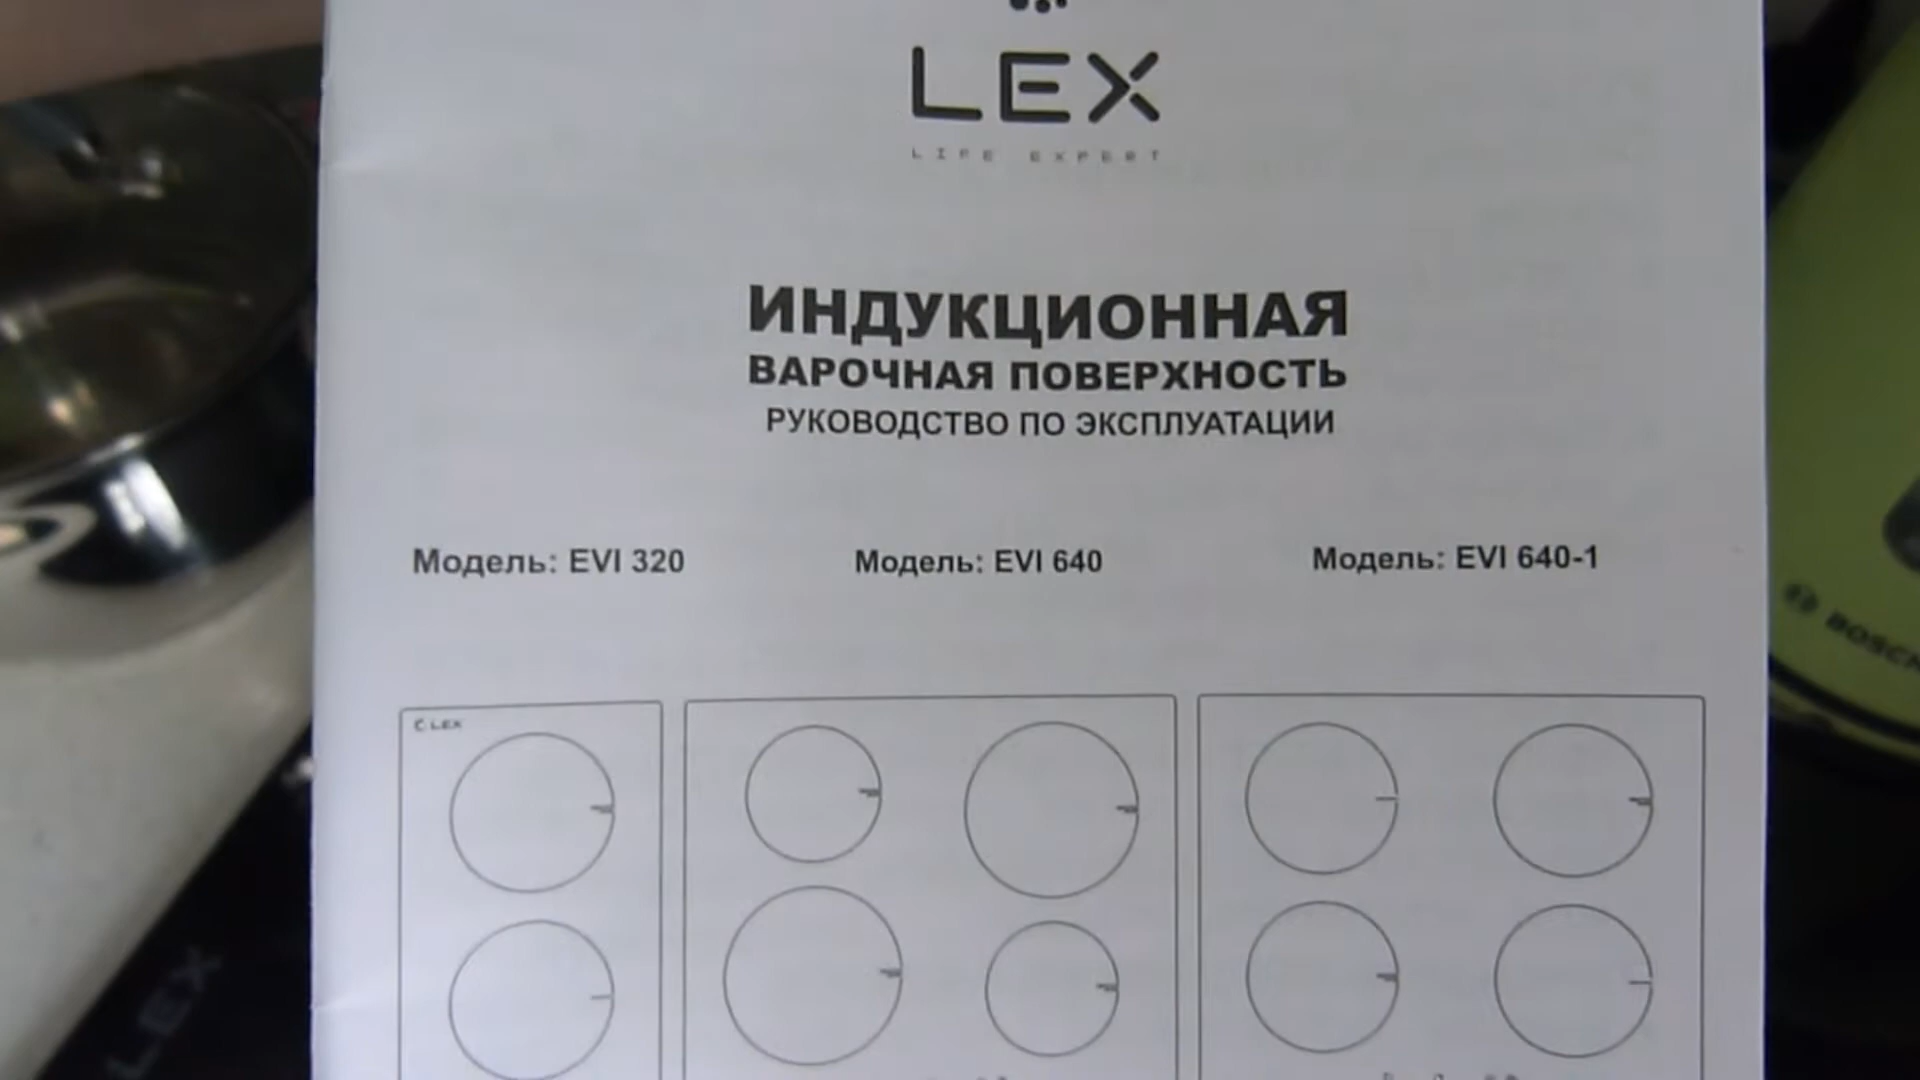 LEX
LIFE EXPERT
ИНДУКЦИОННАЯ
ВАРОЧНАЯ ПОВЕРХНОСТЬ
РУКОВОДСТВО ПО ЭКСПЛУАТАЦИИ
Модель: EVI 320
Модель: EVI 640
Модель: EVI 640-1
LEX
BOSCH
LEX